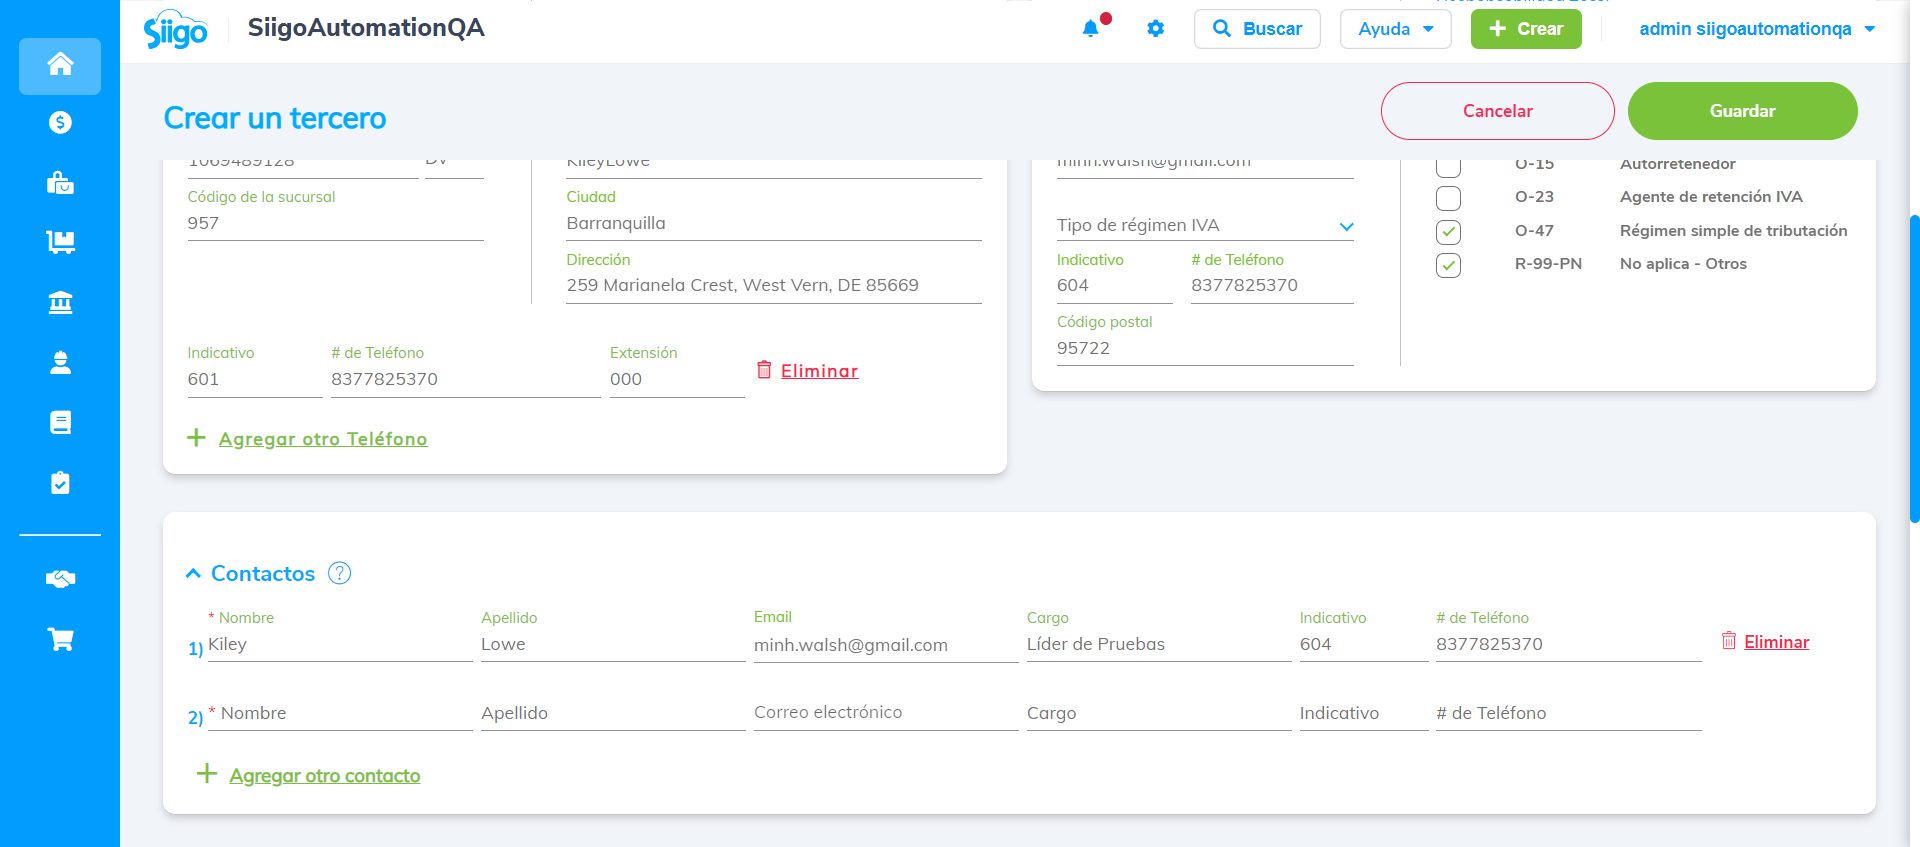 Siigo
SiigoAutomationQA
Buscar
Ayuda
Crear
admin siigoautomationqa
Crear un tercero
Cancelar
Guardar
1069489128
DV
KileyLowe
Código de la sucursal
957
Ciudad
Barranquilla
Dirección
259 Marianela Crest, West Vern, DE 85669
Indicativo
# de Teléfono
Extensión
601
8377825370
000
Eliminar
Agregar otro Teléfono
minh.walsh@gmail.com
Tipo de régimen IVA
Indicativo
# de Teléfono
604
8377825370
Código postal
95722
O-15 Autorretenedor
O-23 Agente de retención IVA
O-47 Régimen simple de tributación
R-99-PN No aplica - Otros
Contactos ?
* Nombre Apellido Email Cargo Indicativo # de Teléfono
1) Kiley Lowe minh.walsh@gmail.com Líder de Pruebas 604 8377825370 Eliminar
2) * Nombre Apellido Correo electrónico Cargo Indicativo # de Teléfono
Agregar otro contacto